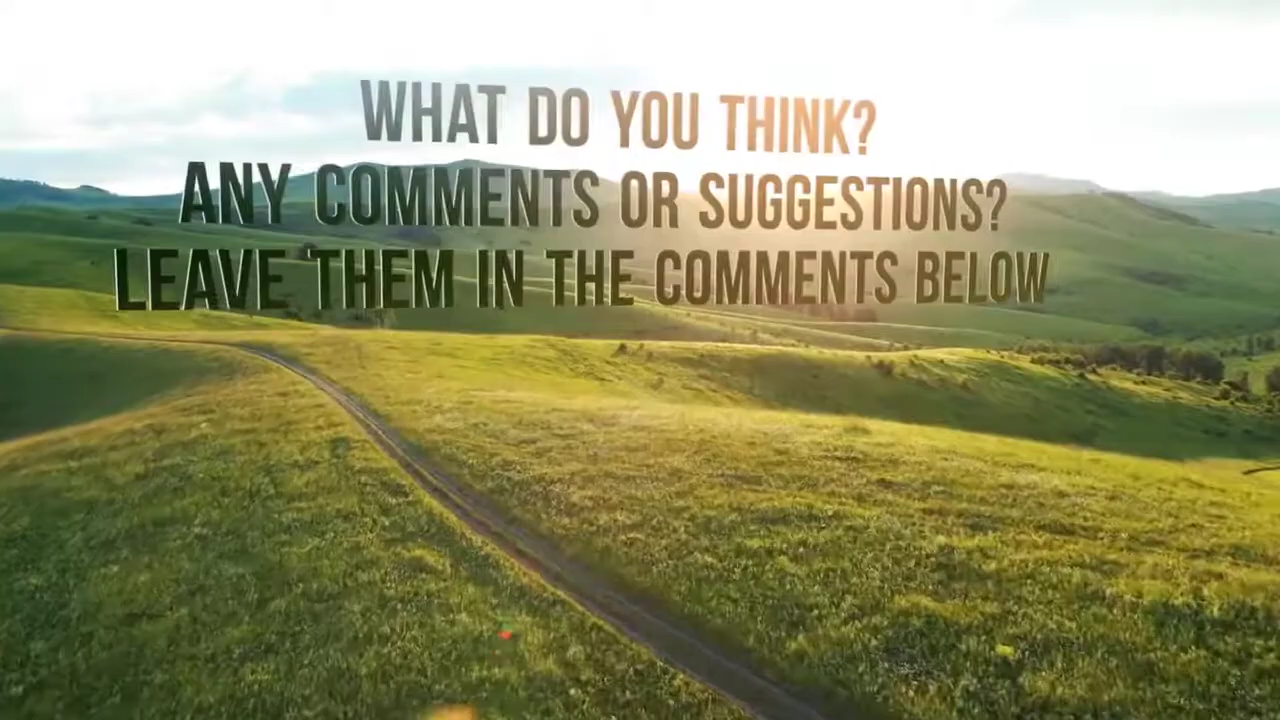 WHAT DO YOU THINK?
ANY COMMENTS OR SUGGESTIONS?
LEAVE THEM IN THE COMMENTS BELOW